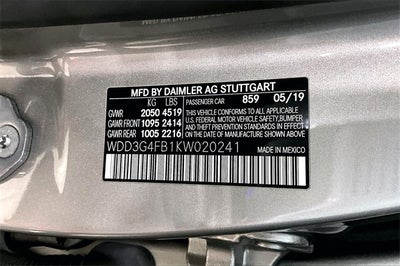 MFD BY DAIMLER AG STUTTGART
KG LBS PASSENGER CAR 859 05/19
GVWR 2050 4519 THIS VEHICLE CONFORMS TO ALL APPLICABLE
GAWR FRONT 1095 2414 U.S. FEDERAL MOTOR VEHICLE SAFETY, BUMPER
GAWR REAR 1005 2216 AND THEFT PREVENTION STANDARDS IN EFFECT ON
THE DATE OF MANUFACTURE SHOWN ABOVE
WDD3G4FB1KW020241 MADE IN MEXICO